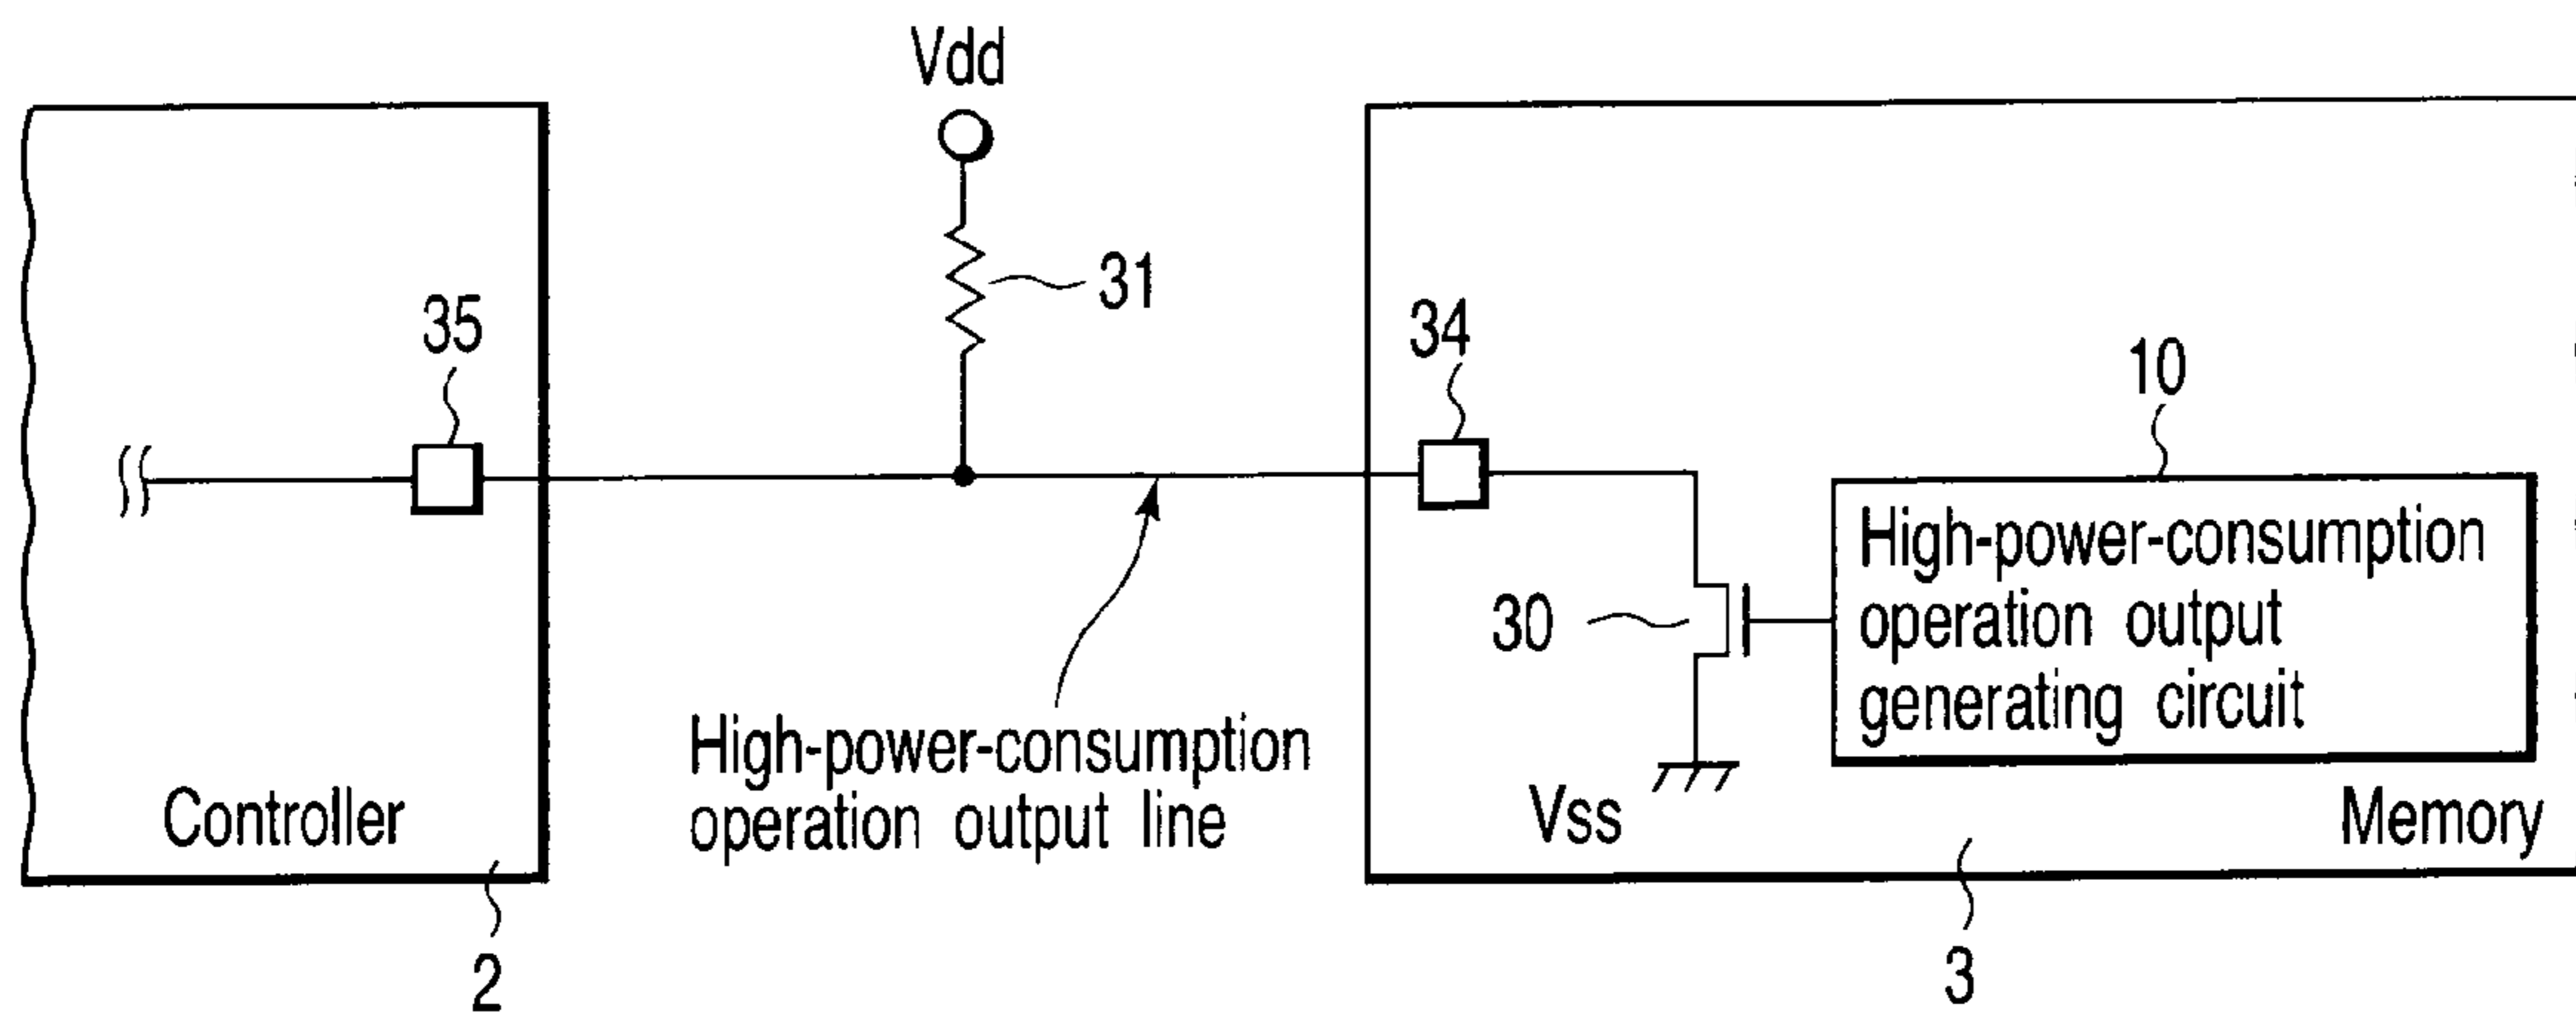 Vdd
31
35
34
10
High-power-consumption
operation output
generating circuit
30
High-power-consumption
operation output line
Controller
Vss
Memory
2
3